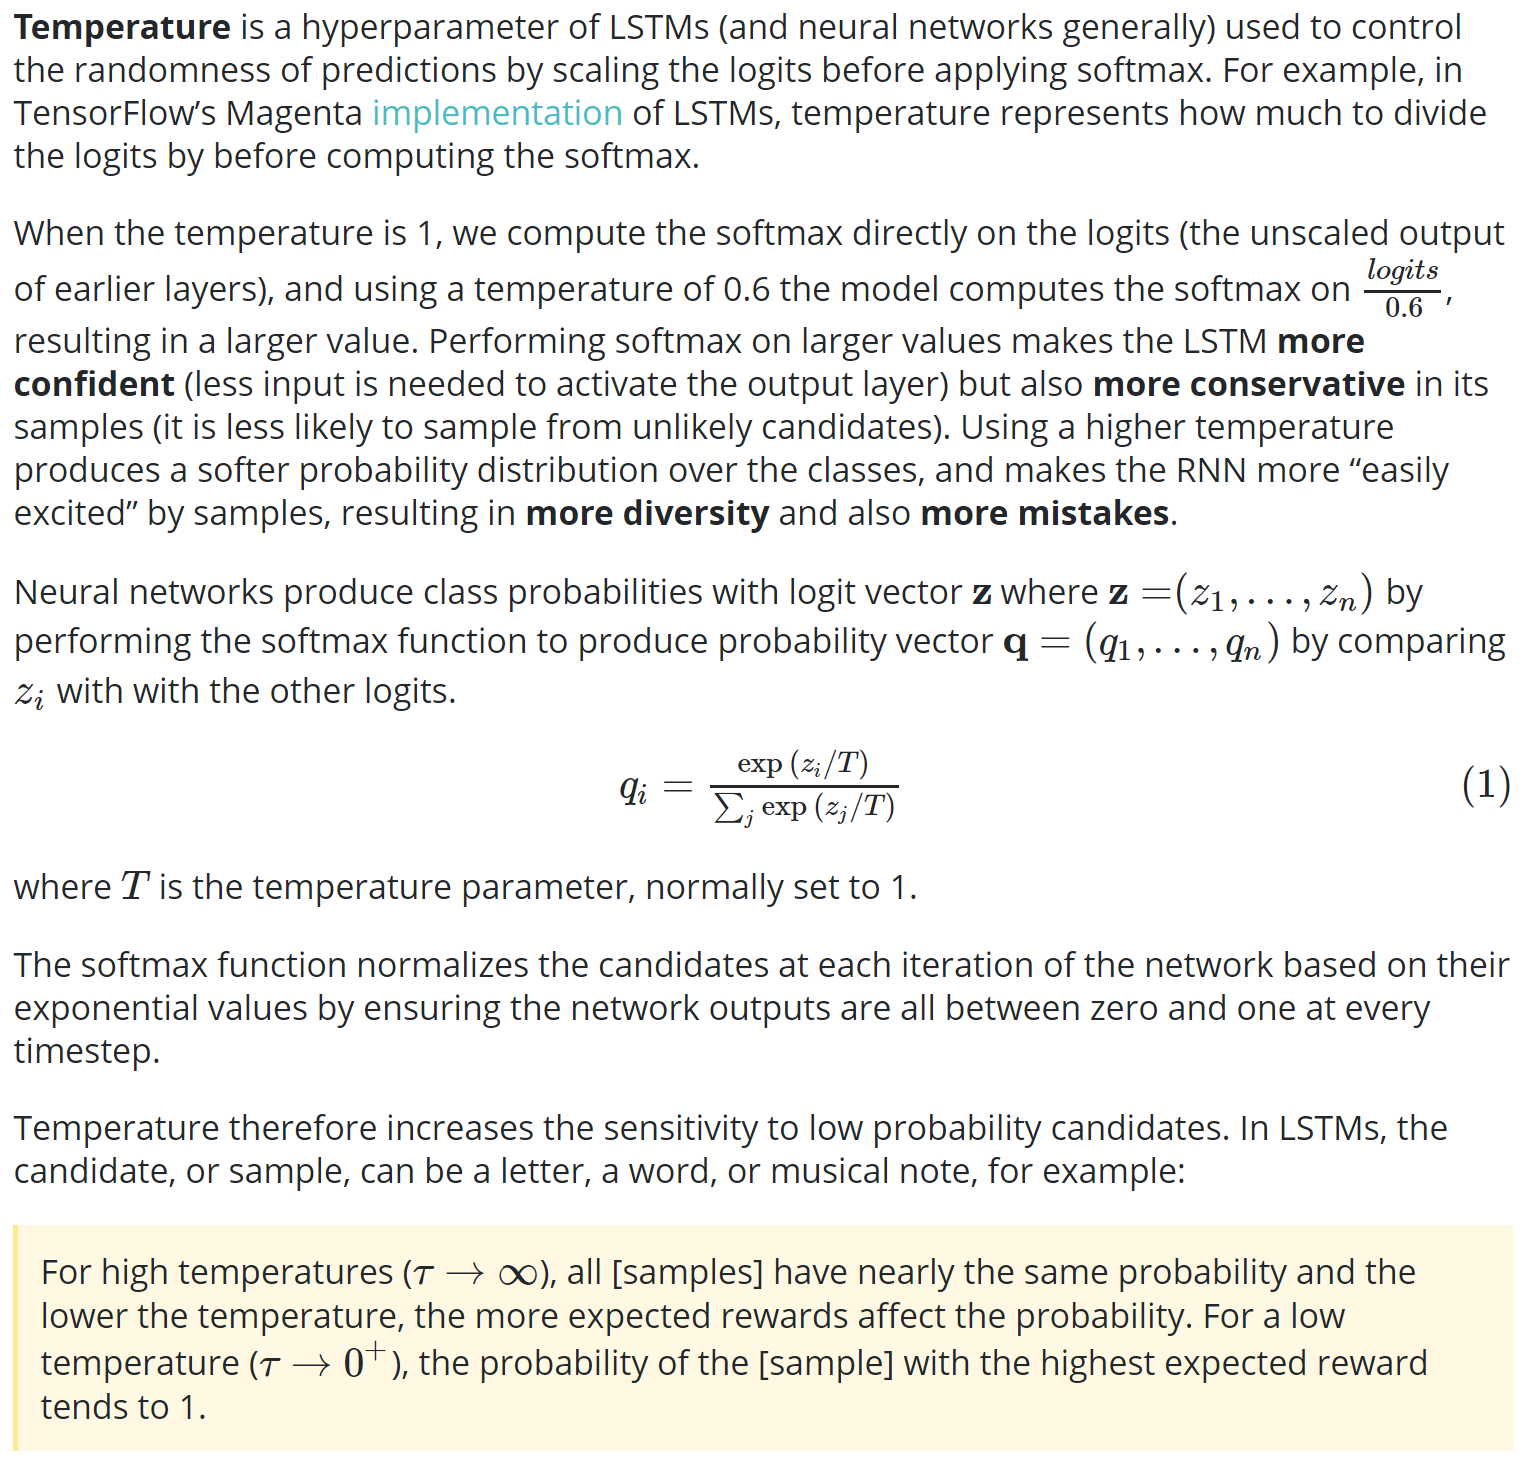 Temperature is a hyperparameter of LSTMs (and neural networks generally) used to control
the randomness of predictions by scaling the logits before applying softmax. For example, in
TensorFlow’s Magenta implementation of LSTMs, temperature represents how much to divide
the logits by before computing the softmax.
When the temperature is 1, we compute the softmax directly on the logits (the unscaled output
of earlier layers), and using a temperature of 0.6 the model computes the softmax on \frac{logits}{0.6},
resulting in a larger value. Performing softmax on larger values makes the LSTM more
confident (less input is needed to activate the output layer) but also more conservative in its
samples (it is less likely to sample from unlikely candidates). Using a higher temperature
produces a softer probability distribution over the classes, and makes the RNN more “easily
excited” by samples, resulting in more diversity and also more mistakes.
Neural networks produce class probabilities with logit vector z where z =(z_1, . . . , z_n) by
performing the softmax function to produce probability vector q = (q_1, . . . , q_n) by comparing
z_i with with the other logits.
q_i = \frac{\exp (z_i/T)}{\sum_j \exp (z_j/T)} (1)
where T is the temperature parameter, normally set to 1.
The softmax function normalizes the candidates at each iteration of the network based on their
exponential values by ensuring the network outputs are all between zero and one at every
timestep.
Temperature therefore increases the sensitivity to low probability candidates. In LSTMs, the
candidate, or sample, can be a letter, a word, or musical note, for example:
For high temperatures (τ → ∞), all [samples] have nearly the same probability and the
lower the temperature, the more expected rewards affect the probability. For a low
temperature (τ → 0^+), the probability of the [sample] with the highest expected reward
tends to 1.